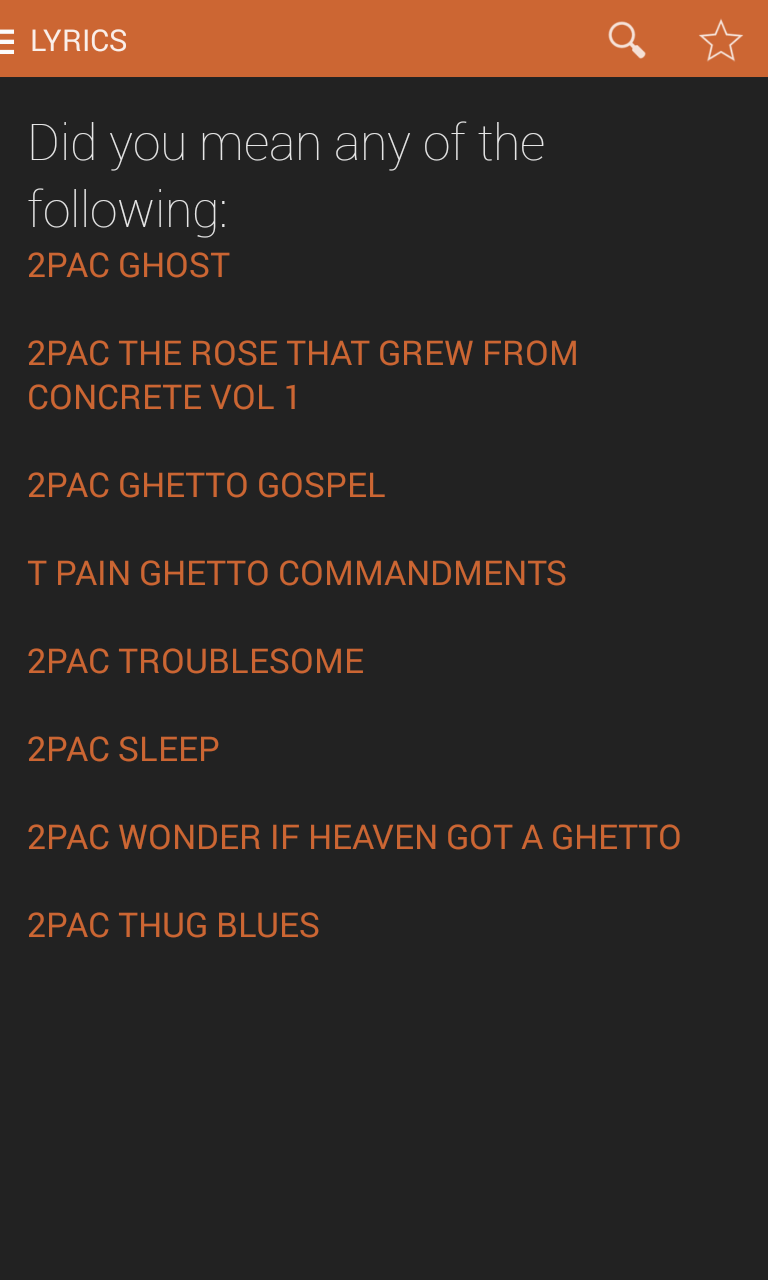 LYRICS
Did you mean any of the
following:
2PAC GHOST
2PAC THE ROSE THAT GREW FROM
CONCRETE VOL 1
2PAC GHETTO GOSPEL
T PAIN GHETTO COMMANDMENTS
2PAC TROUBLESOME
2PAC SLEEP
2PAC WONDER IF HEAVEN GOT A GHETTO
2PAC THUG BLUES